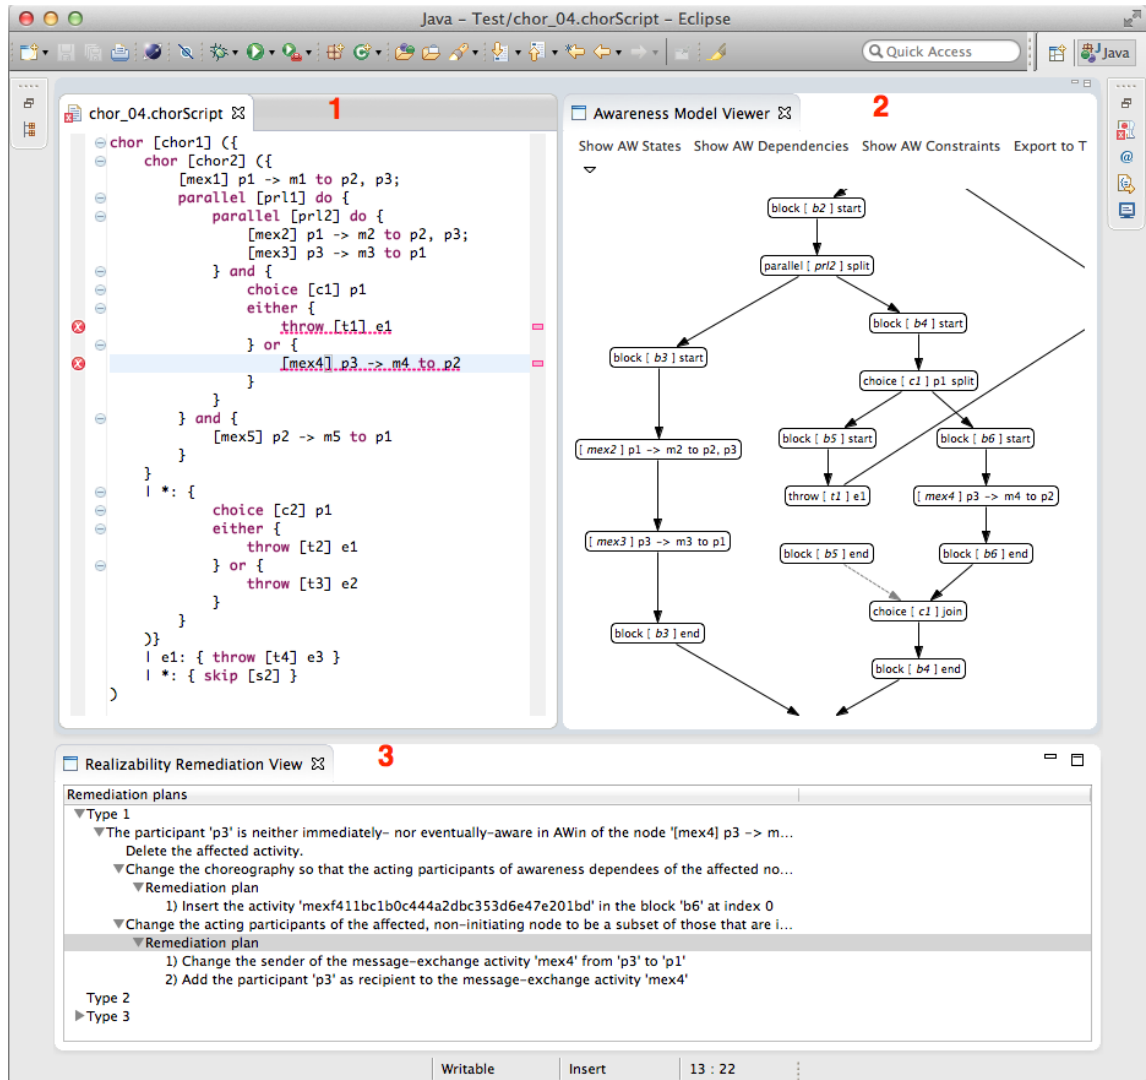 Java – Test/chor_04.chorScript – Eclipse
Quick Access
Java
chor_04.chorScript
1
chor [chor1] ({
chor [chor2] ({
[mex1] p1 -> m1 to p2, p3;
parallel [prl1] do {
parallel [prl2] do {
[mex2] p1 -> m2 to p2, p3;
[mex3] p3 -> m3 to p1
} and {
choice [c1] p1
either {
throw [t1] e1
} or {
[mex4] p3 -> m4 to p2
}
}
} and {
[mex5] p2 -> m5 to p1
}
}
| *: {
choice [c2] p1
either {
throw [t2] e1
} or {
throw [t3] e2
}
}
)}
| e1: { throw [t4] e3 }
| *: { skip [s2] }
)
Awareness Model Viewer
2
Show AW States Show AW Dependencies Show AW Constraints Export to T
block [ b2 ] start
parallel [ prl2 ] split
block [ b4 ] start
block [ b3 ] start
choice [ c1 ] p1 split
block [ b5 ] start
block [ b6 ] start
[ mex2 ] p1 -> m2 to p2, p3
throw [ t1 ] e1
[ mex4 ] p3 -> m4 to p2
[ mex3 ] p3 -> m3 to p1
block [ b5 ] end
block [ b6 ] end
choice [ c1 ] join
block [ b3 ] end
block [ b4 ] end
Realizability Remediation View
3
Remediation plans
Type 1
The participant 'p3' is neither immediately- nor eventually-aware in AWin of the node '[mex4] p3 -> m...
Delete the affected activity.
Change the choreography so that the acting participants of awareness dependees of the affected no...
Remediation plan
1) Insert the activity 'mexf411bc1b0c444a2dbc353d6e47e201bd' in the block 'b6' at index 0
Change the acting participants of the affected, non-initiating node to be a subset of those that are i...
Remediation plan
1) Change the sender of the message-exchange activity 'mex4' from 'p3' to 'p1'
2) Add the participant 'p3' as recipient to the message-exchange activity 'mex4'
Type 2
Type 3
Writable
Insert
13 : 22